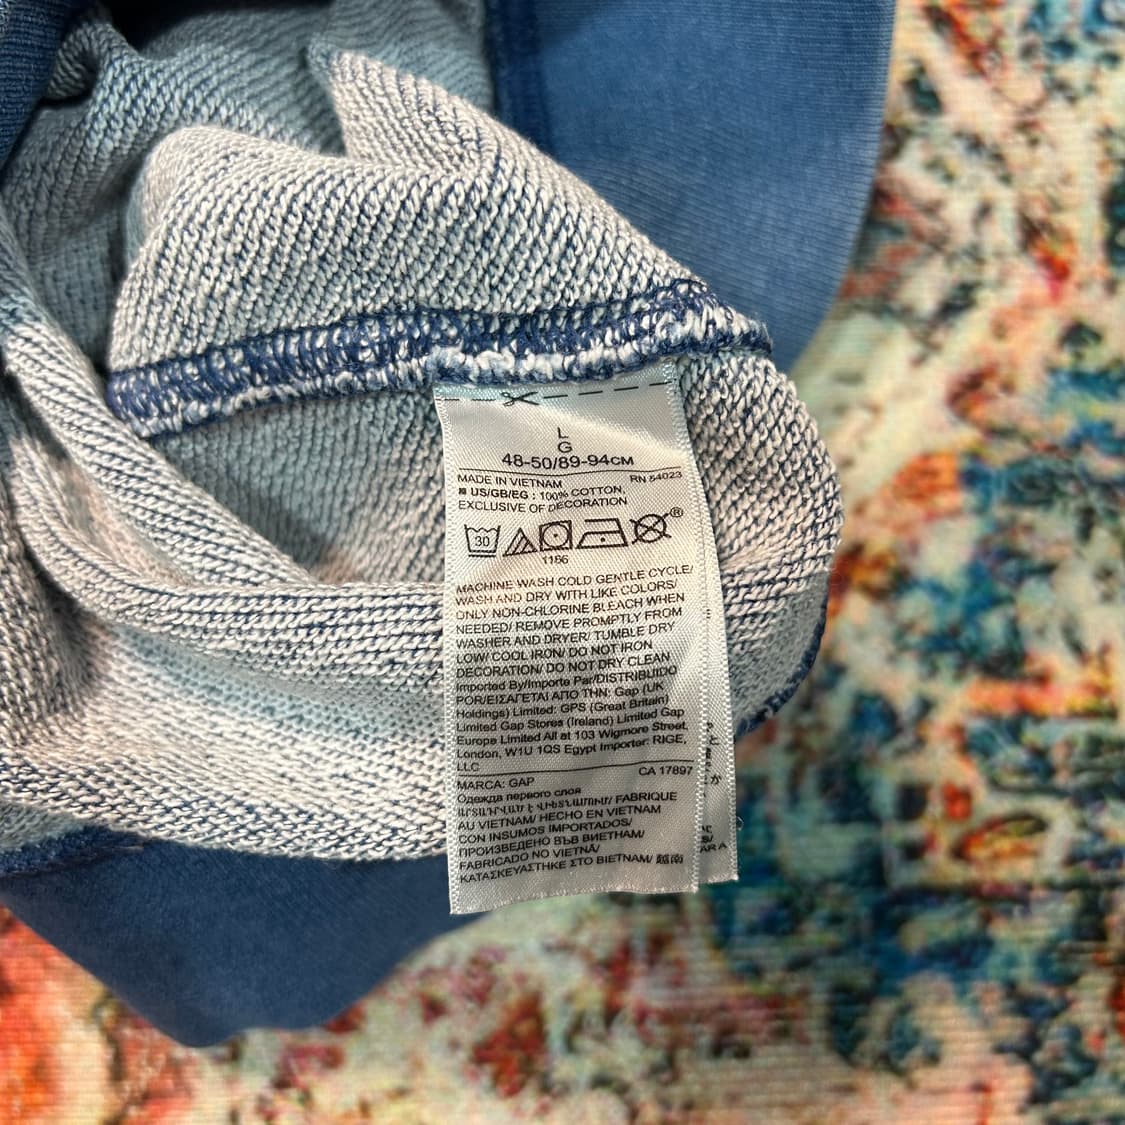 L
G
48-50/89-94CM
MADE IN VIETNAM RN 54023
US/GB/EG : 100% COTTON,
EXCLUSIVE OF DECORATION
30
®
1166
MACHINE WASH COLD GENTLE CYCLE/
WASH AND DRY WITH LIKE COLORS/
ONLY NON-CHLORINE BLEACH WHEN
NEEDED/ REMOVE PROMPTLY FROM
WASHER AND DRYER/ TUMBLE DRY
LOW/ COOL IRON/ DO NOT IRON
DECORATION/ DO NOT DRY CLEAN
Imported By/Importe Par/DISTRIBUIDO
POR/ΕΙΣΑΓΕΤΑΙ ΑΠΟ ΤΗΝ: Gap (UK
Holdings) Limited: GPS (Great Britain)
Limited Gap Stores (Ireland) Limited Gap
Europe Limited All at 103 Wigmore Street,
London, W1U 1QS Egypt Importer: RIGE,
LLC
MARCA: GAP CA 17897
Одежда первого слоя
ԱՐՏԱԴՐՎԱԾ Է ՎԻԵՏՆԱՄՈՒՄ/ FABRIQUE
AU VIETNAM/ HECHO EN VIETNAM
CON INSUMOS IMPORTADOS/
ПРОИЗВЕДЕНО ВЪВ ВИЕТНАМ/
FABRICADO NO VIETNÃ/
ΚΑΤΑΣΚΕΥΑΣΤΗΚΕ ΣΤΟ ΒΙΕΤΝΑΜ/